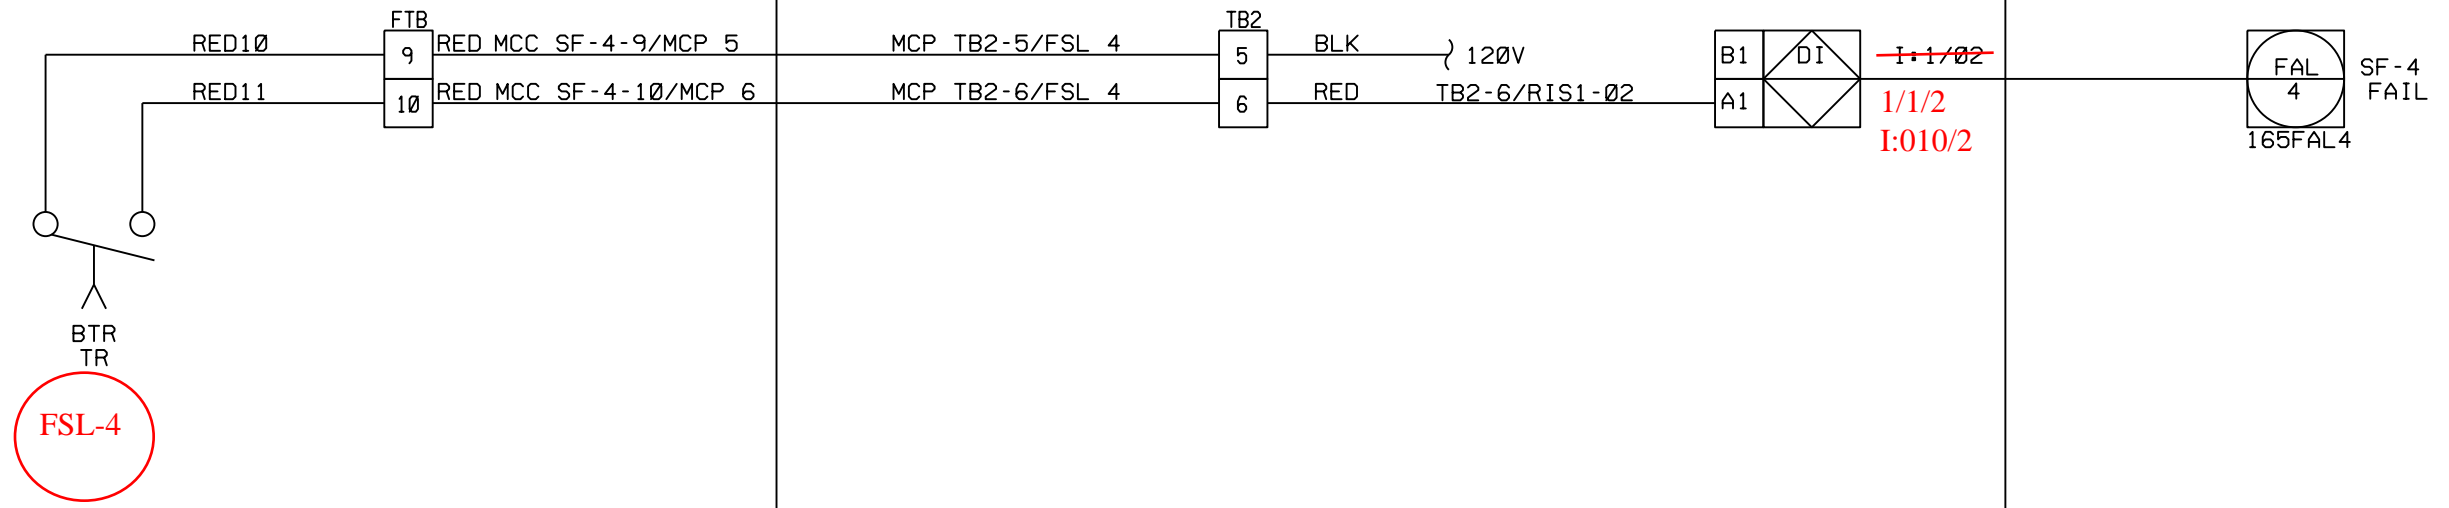 FTB
TB2
RED10
9
RED MCC SF-4-9/MCP 5
MCP TB2-5/FSL 4
5
BLK
120V
B1
DI
I:1/02
FAL
4
SF-4
FAIL
RED11
10
RED MCC SF-4-10/MCP 6
MCP TB2-6/FSL 4
6
RED
TB2-6/RIS1-02
A1
1/1/2
I:010/2
165FAL4
BTR
TR
FSL-4